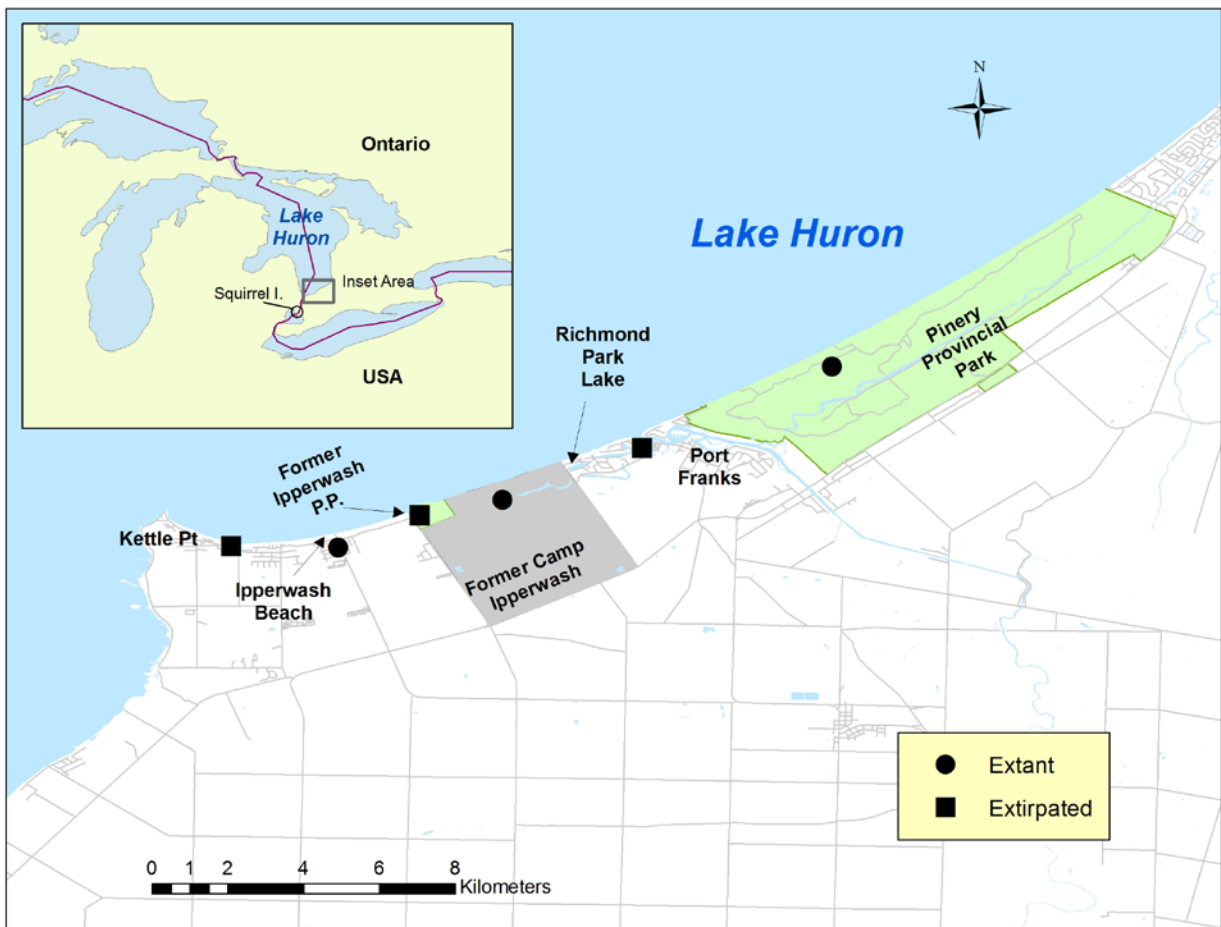 Ontario
Lake
Huron
Inset Area
Squirrel I.
USA
N
Lake Huron
Pinery
Provincial
Park
Richmond
Park
Lake
Port
Franks
Former
Ipperwash
P.P.
Kettle Pt
Ipperwash
Beach
Former Camp
Ipperwash
Extant
Extirpated
0 1 2 4 6 8
Kilometers